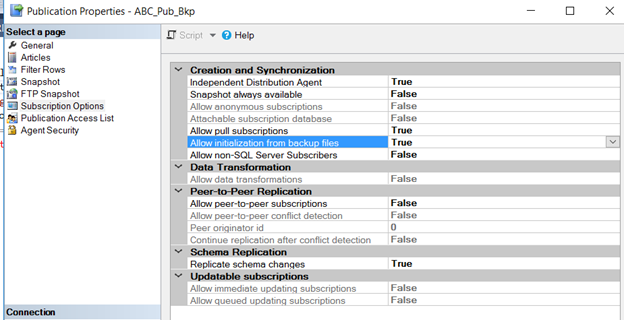 Publication Properties - ABC_Pub_Bkp
Select a page
General
Articles
Filter Rows
Snapshot
FTP Snapshot
Subscription Options
Publication Access List
Agent Security
Connection
Script
Help
Creation and Synchronization
Independent Distribution Agent True
Snapshot always available False
Allow anonymous subscriptions False
Attachable subscription database False
Allow pull subscriptions True
Allow initialization from backup files True
Allow non-SQL Server Subscribers False
Data Transformation
Allow data transformations False
Peer-to-Peer Replication
Allow peer-to-peer subscriptions False
Allow peer-to-peer conflict detection False
Peer originator id 0
Continue replication after conflict detection False
Schema Replication
Replicate schema changes True
Updatable subscriptions
Allow immediate updating subscriptions False
Allow queued updating subscriptions False